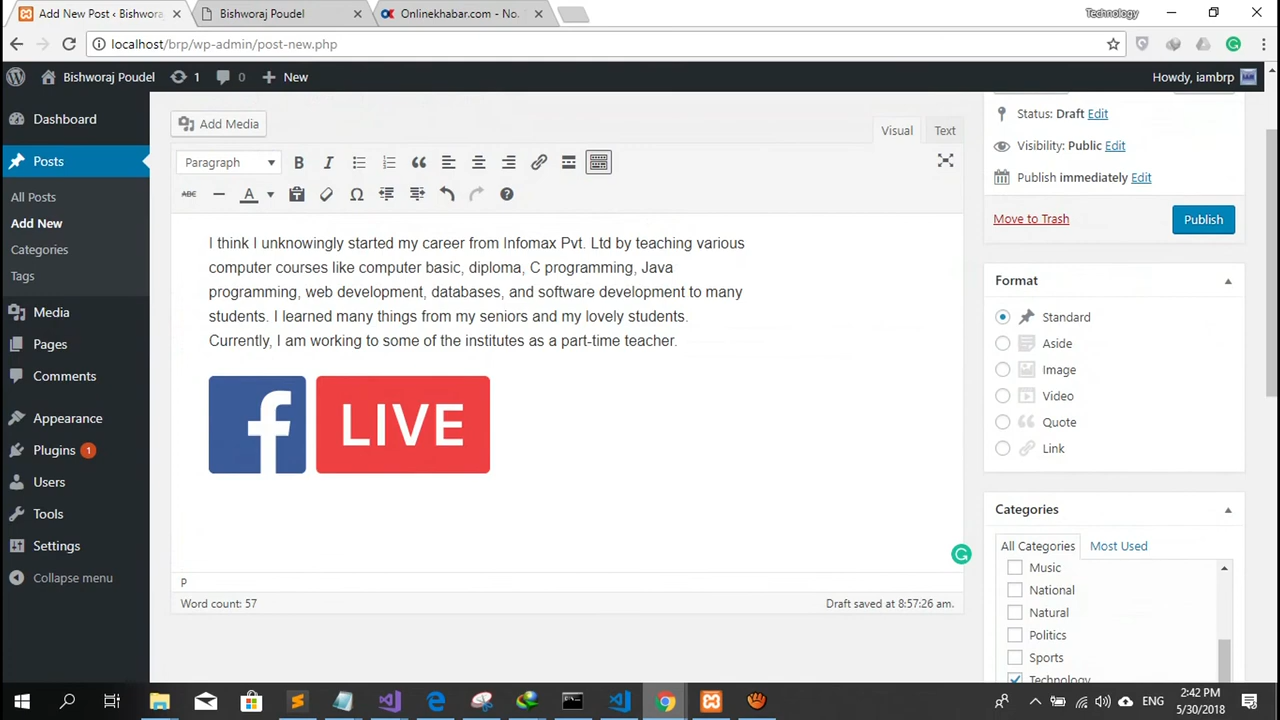 Add New Post ‹ Bishwora
Bishworaj Poudel
Onlinekhabar.com - No.
Technology
localhost/brp/wp-admin/post-new.php
Bishworaj Poudel
1
0
New
Howdy, iambrp
Dashboard
Posts
All Posts
Add New
Categories
Tags
Media
Pages
Comments
Appearance
Plugins 1
Users
Tools
Settings
Collapse menu
Add Media
Visual
Text
Paragraph
B
I
ABC
A
I think I unknowingly started my career from Infomax Pvt. Ltd by teaching various
computer courses like computer basic, diploma, C programming, Java
programming, web development, databases, and software development to many
students. I learned many things from my seniors and my lovely students.
Currently, I am working to some of the institutes as a part-time teacher.
f
LIVE
P
Word count: 57
Draft saved at 8:57:26 am.
Status: Draft Edit
Visibility: Public Edit
Publish immediately Edit
Move to Trash
Publish
Format
Standard
Aside
Image
Video
Quote
Link
Categories
All Categories
Most Used
Music
National
Natural
Politics
Sports
Technology
ENG
2:42 PM
5/30/2018